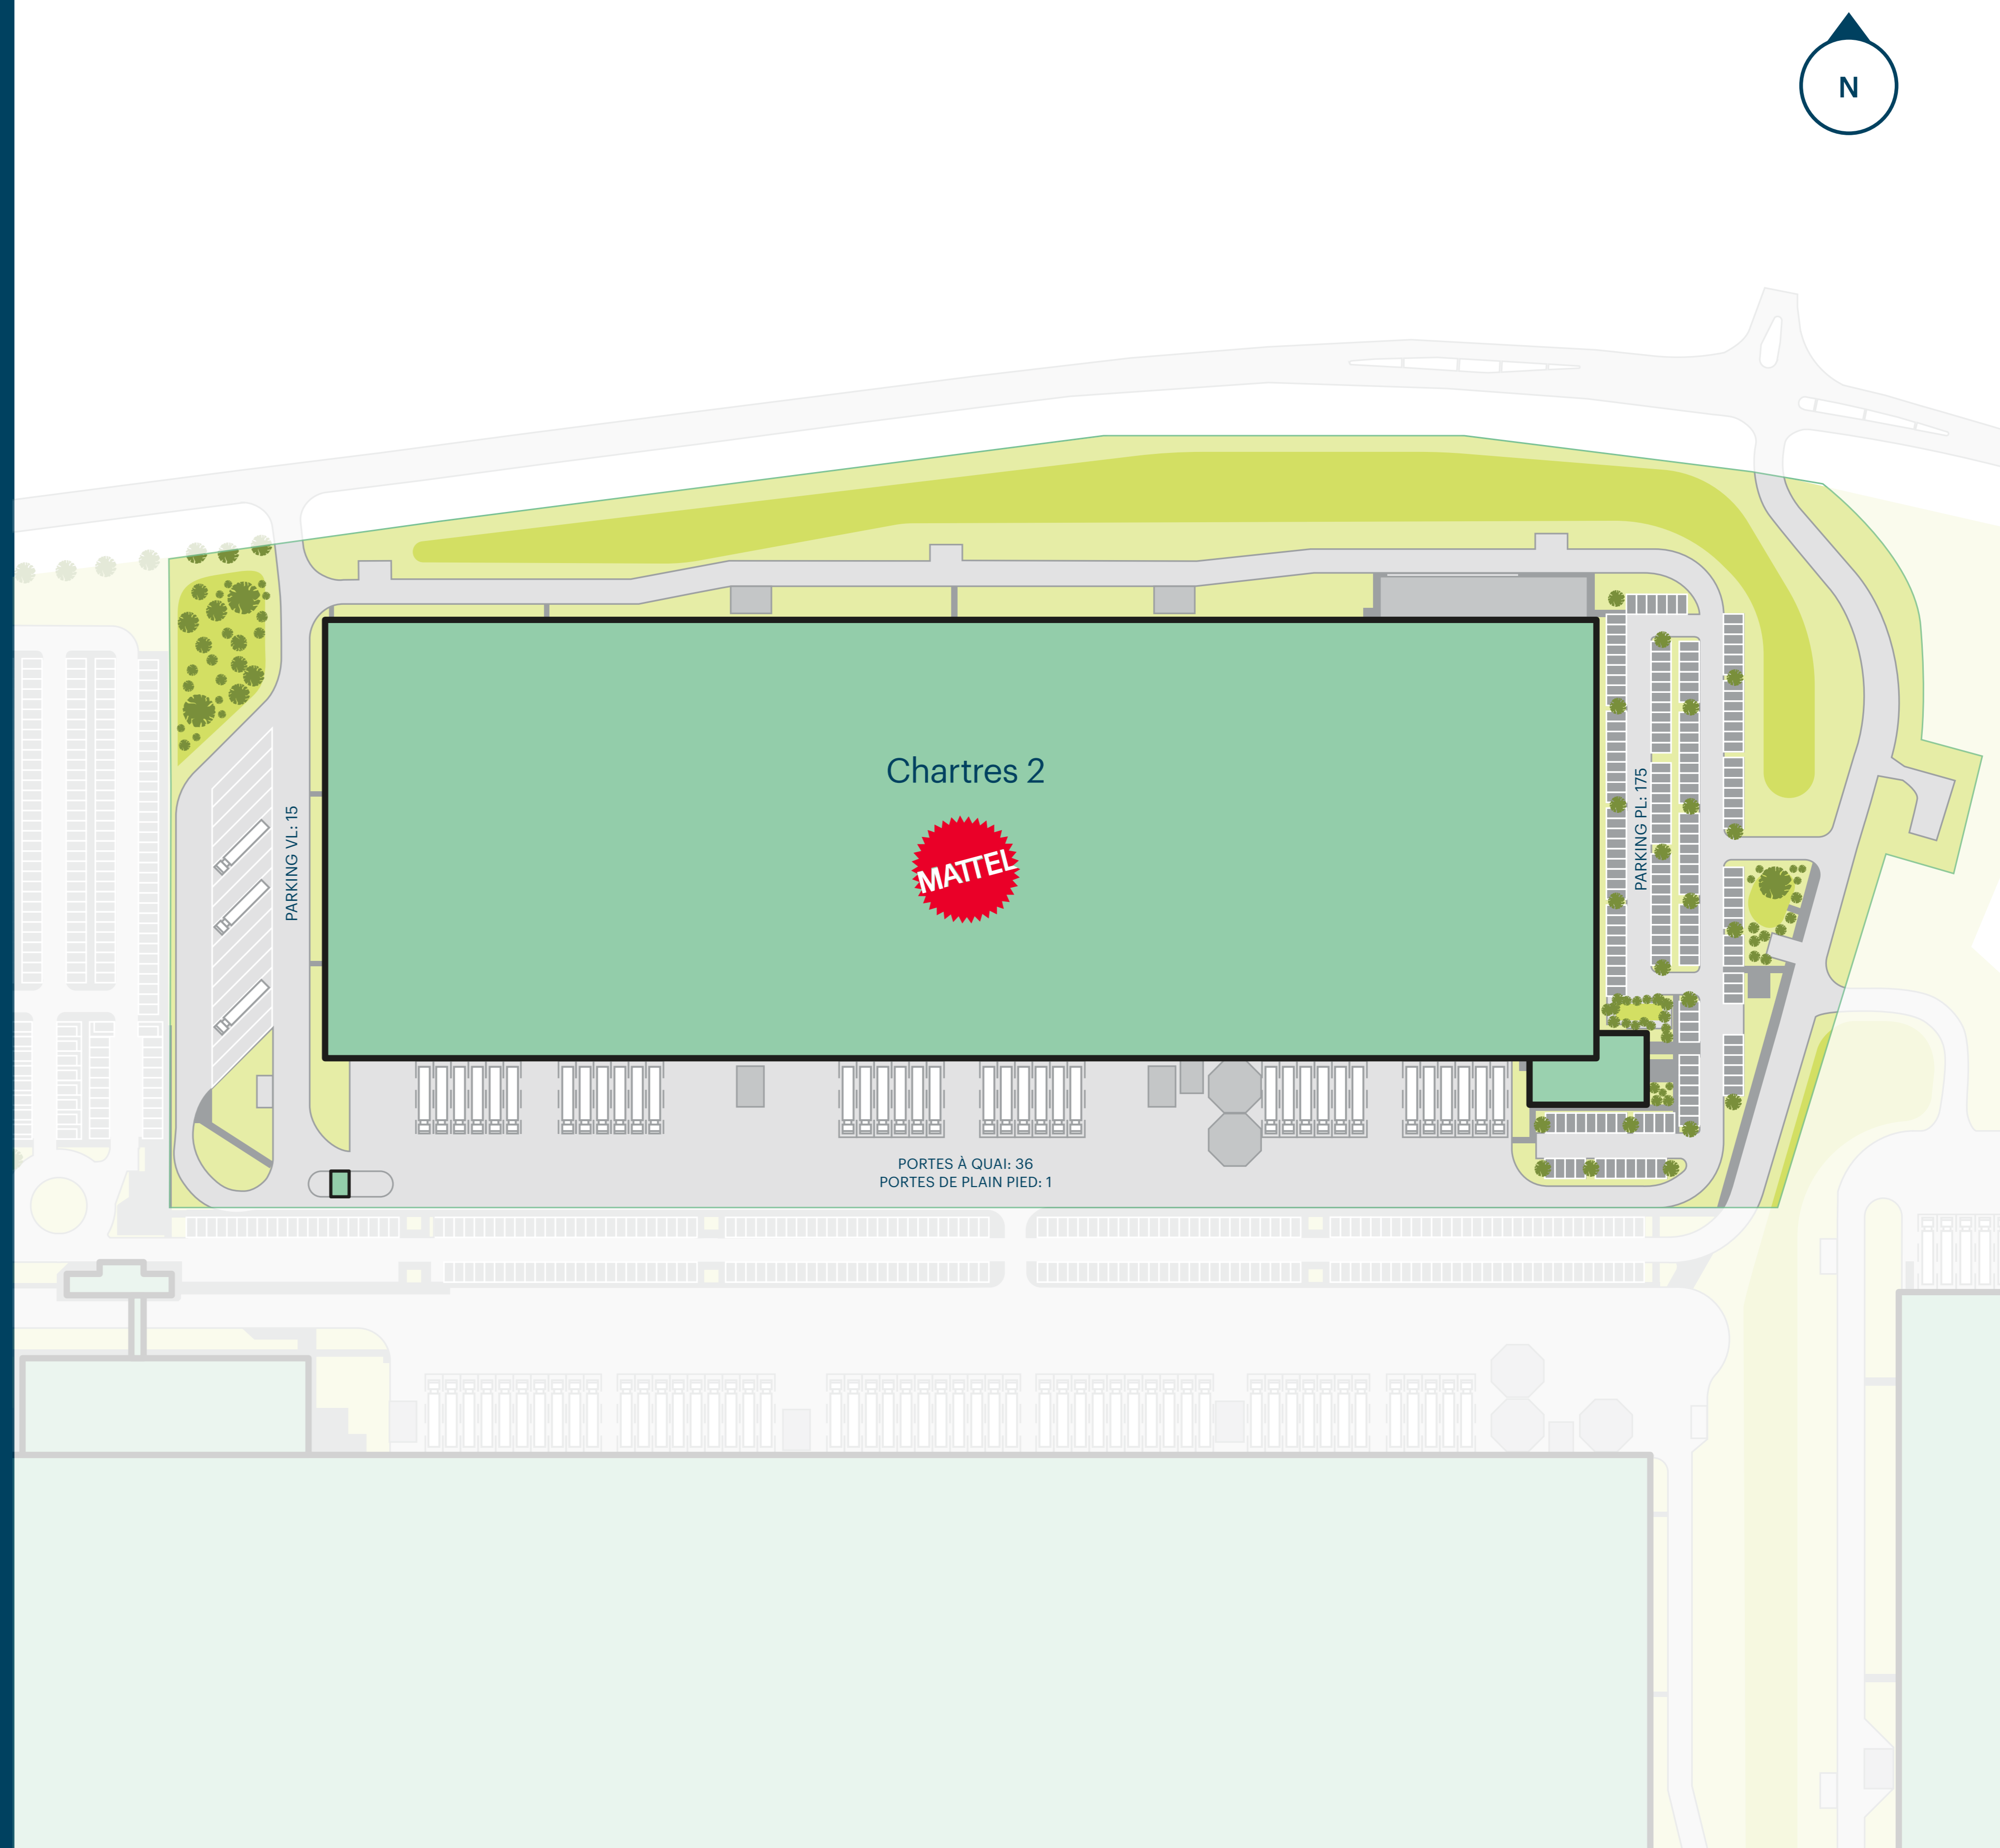 N
Chartres 2
MATTEL
PARKING VL: 15
PARKING PL: 175
PORTES À QUAI: 36
PORTES DE PLAIN PIED: 1